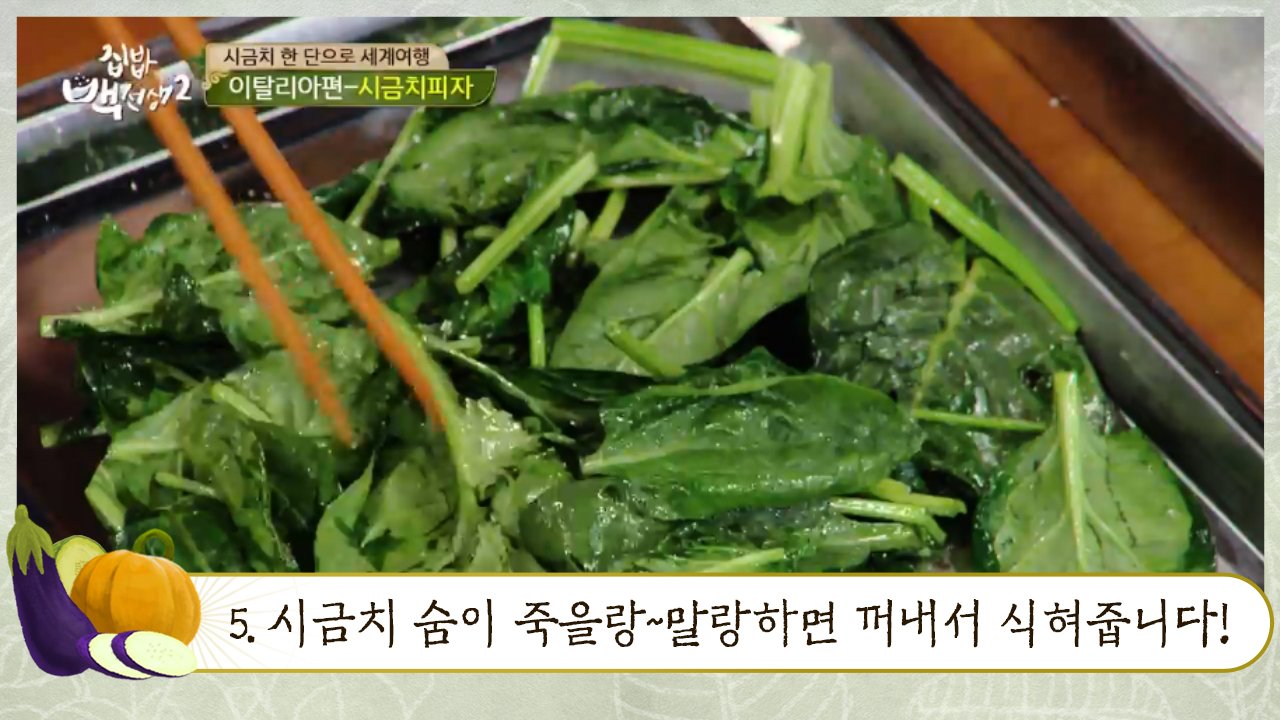 집밥
백선생2
시금치 한 단으로 세계여행
이탈리아편-시금치피자
5. 시금치 숨이 죽을랑~말랑하면 꺼내서 식혀줍니다!